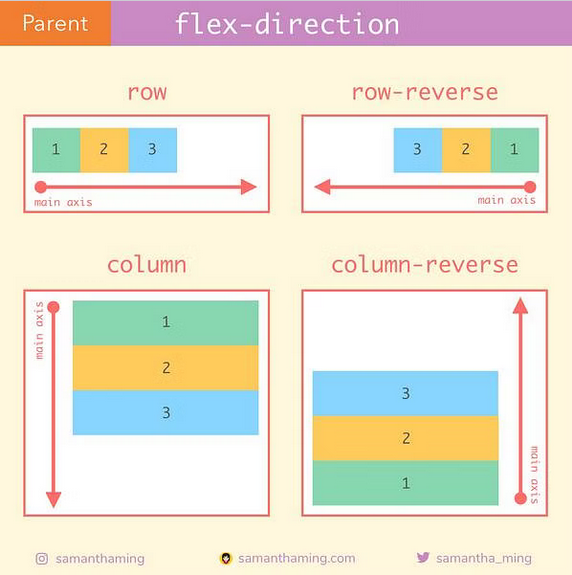 Parent
flex-direction
row
1 2 3
main axis
row-reverse
3 2 1
main axis
column
main axis
1
2
3
column-reverse
3
2
1
main axis
samanthaming
samanthaming.com
samantha_ming